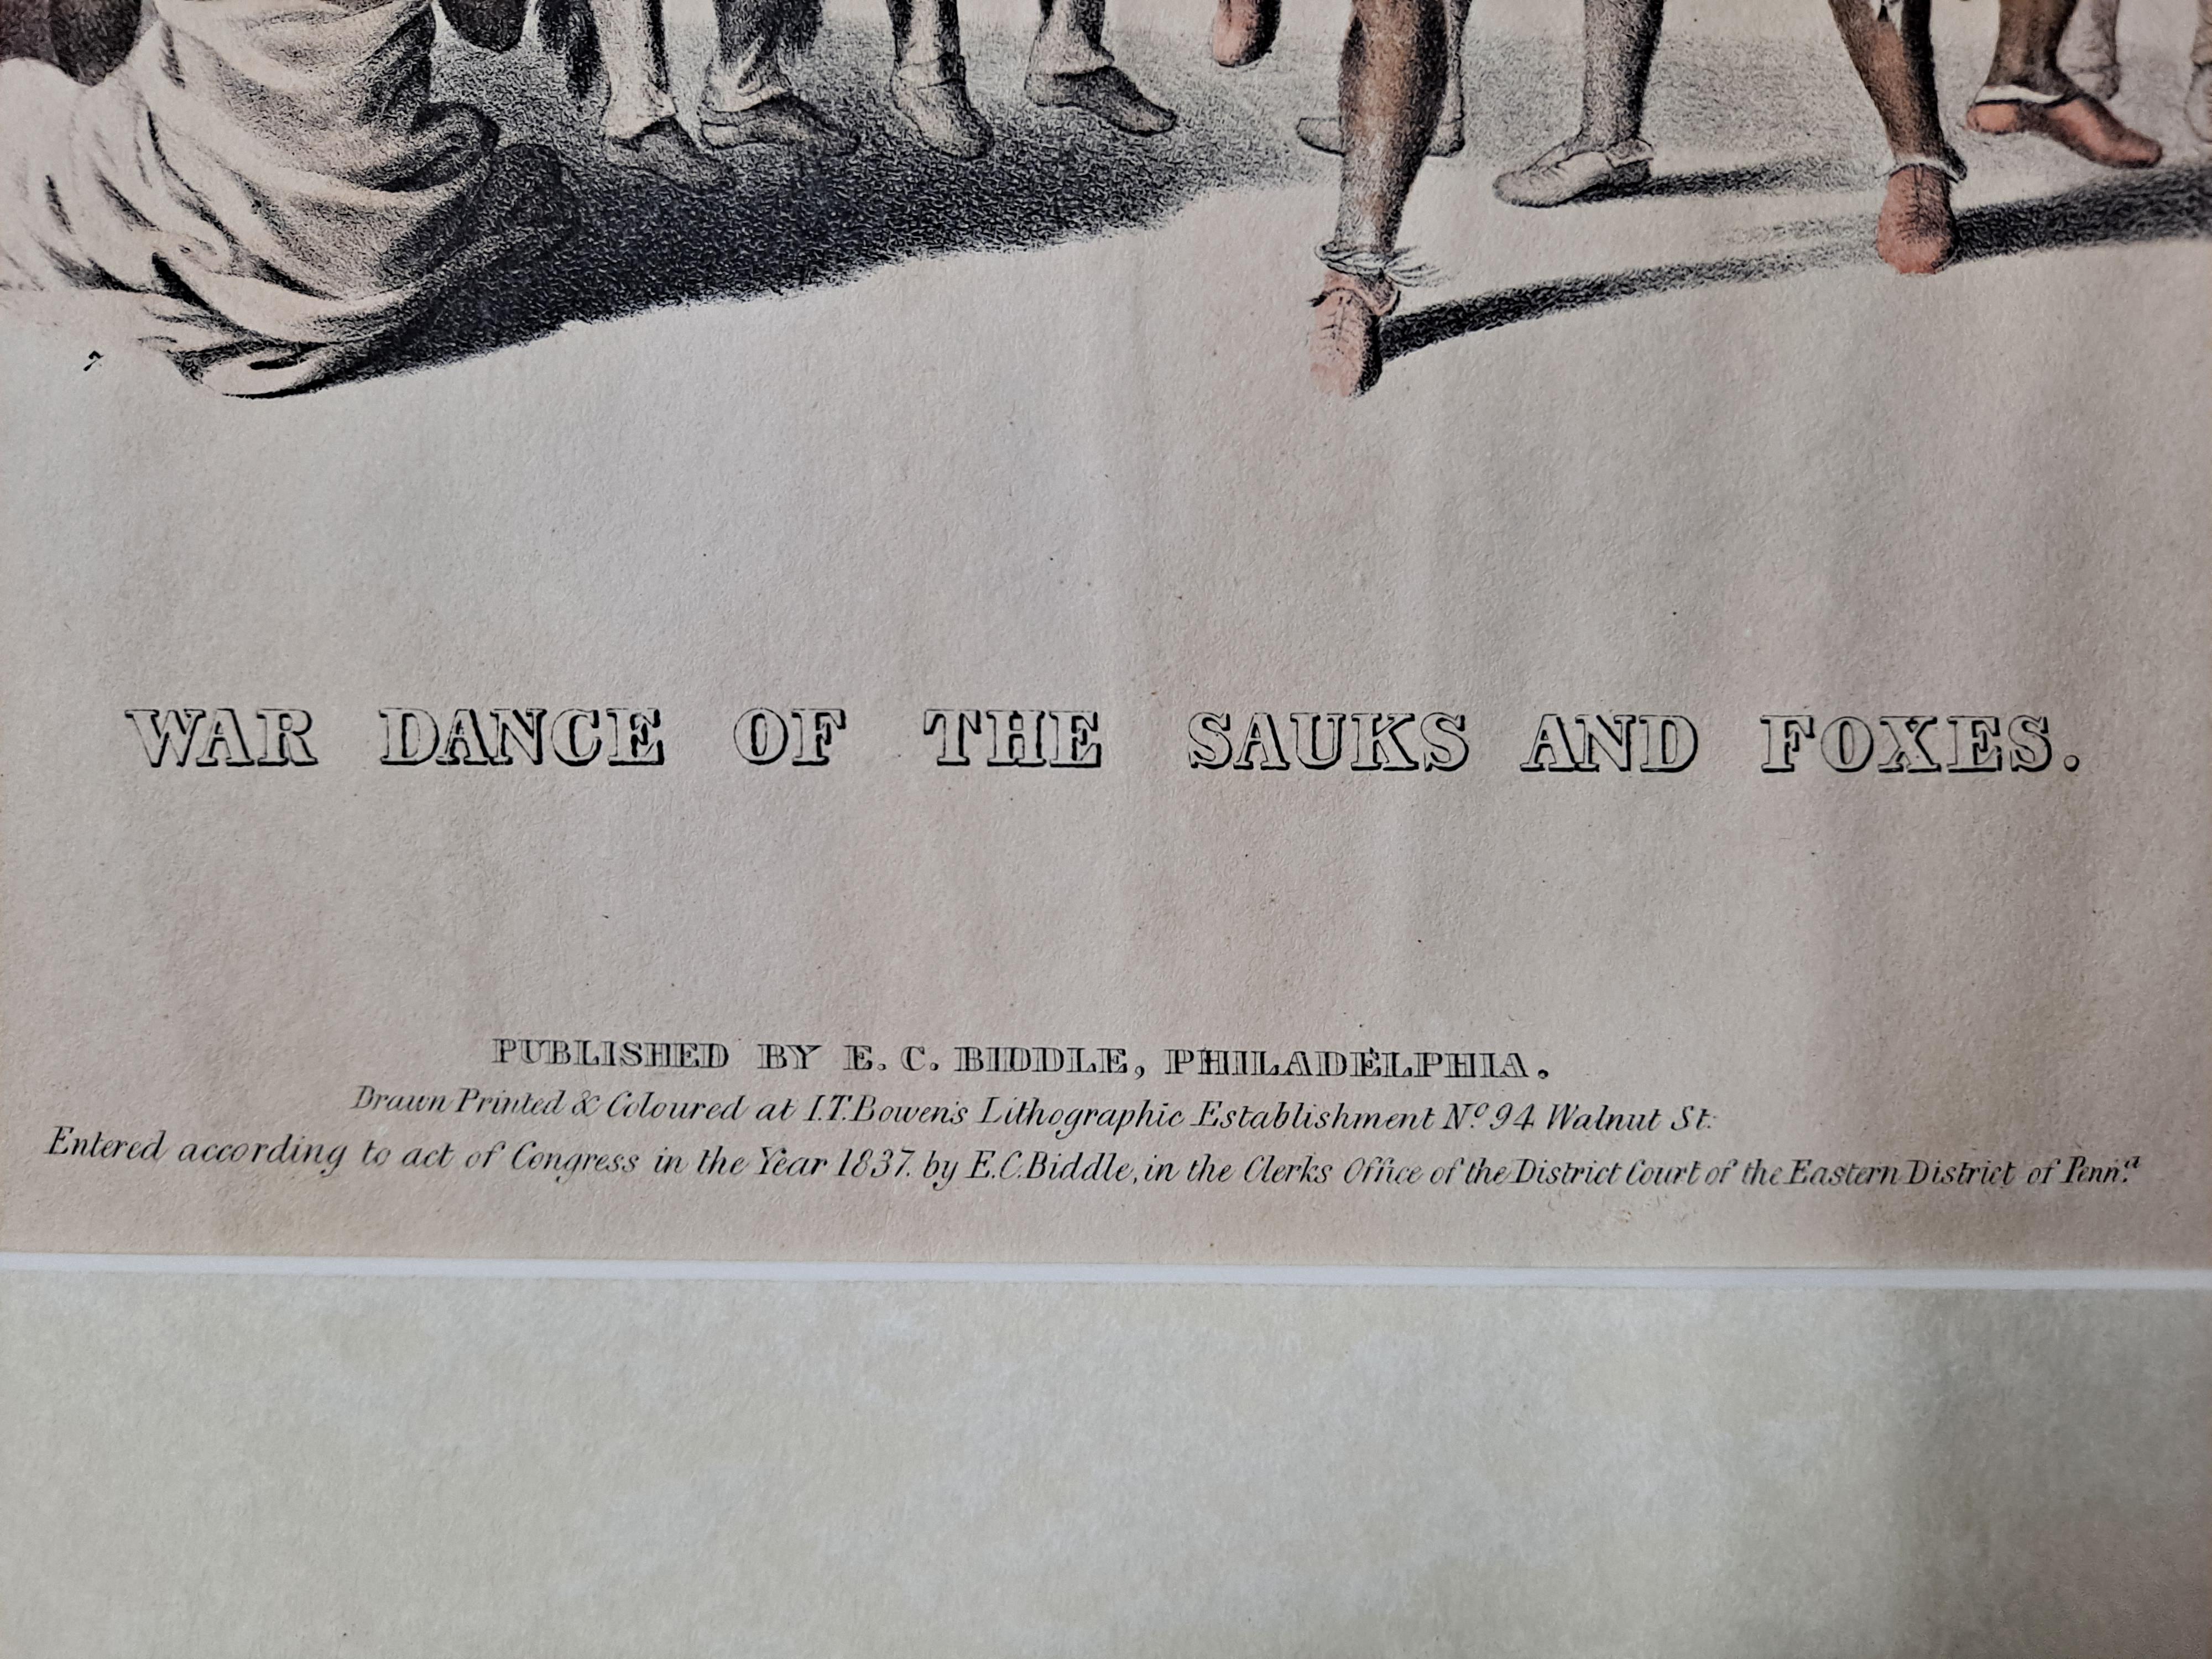 WAR DANCE OF THE SAUKS AND FOXES.
PUBLISHED BY E. C. BIDDLE, PHILADELPHIA.
Drawn Printed & Coloured at I.T.Bowen's Lithographic Establishment Nº 94 Walnut St:
Entered according to act of Congress in the Year 1837. by E.C.Biddle, in the Clerks Office of the District Court of the Eastern District of Penn.ª